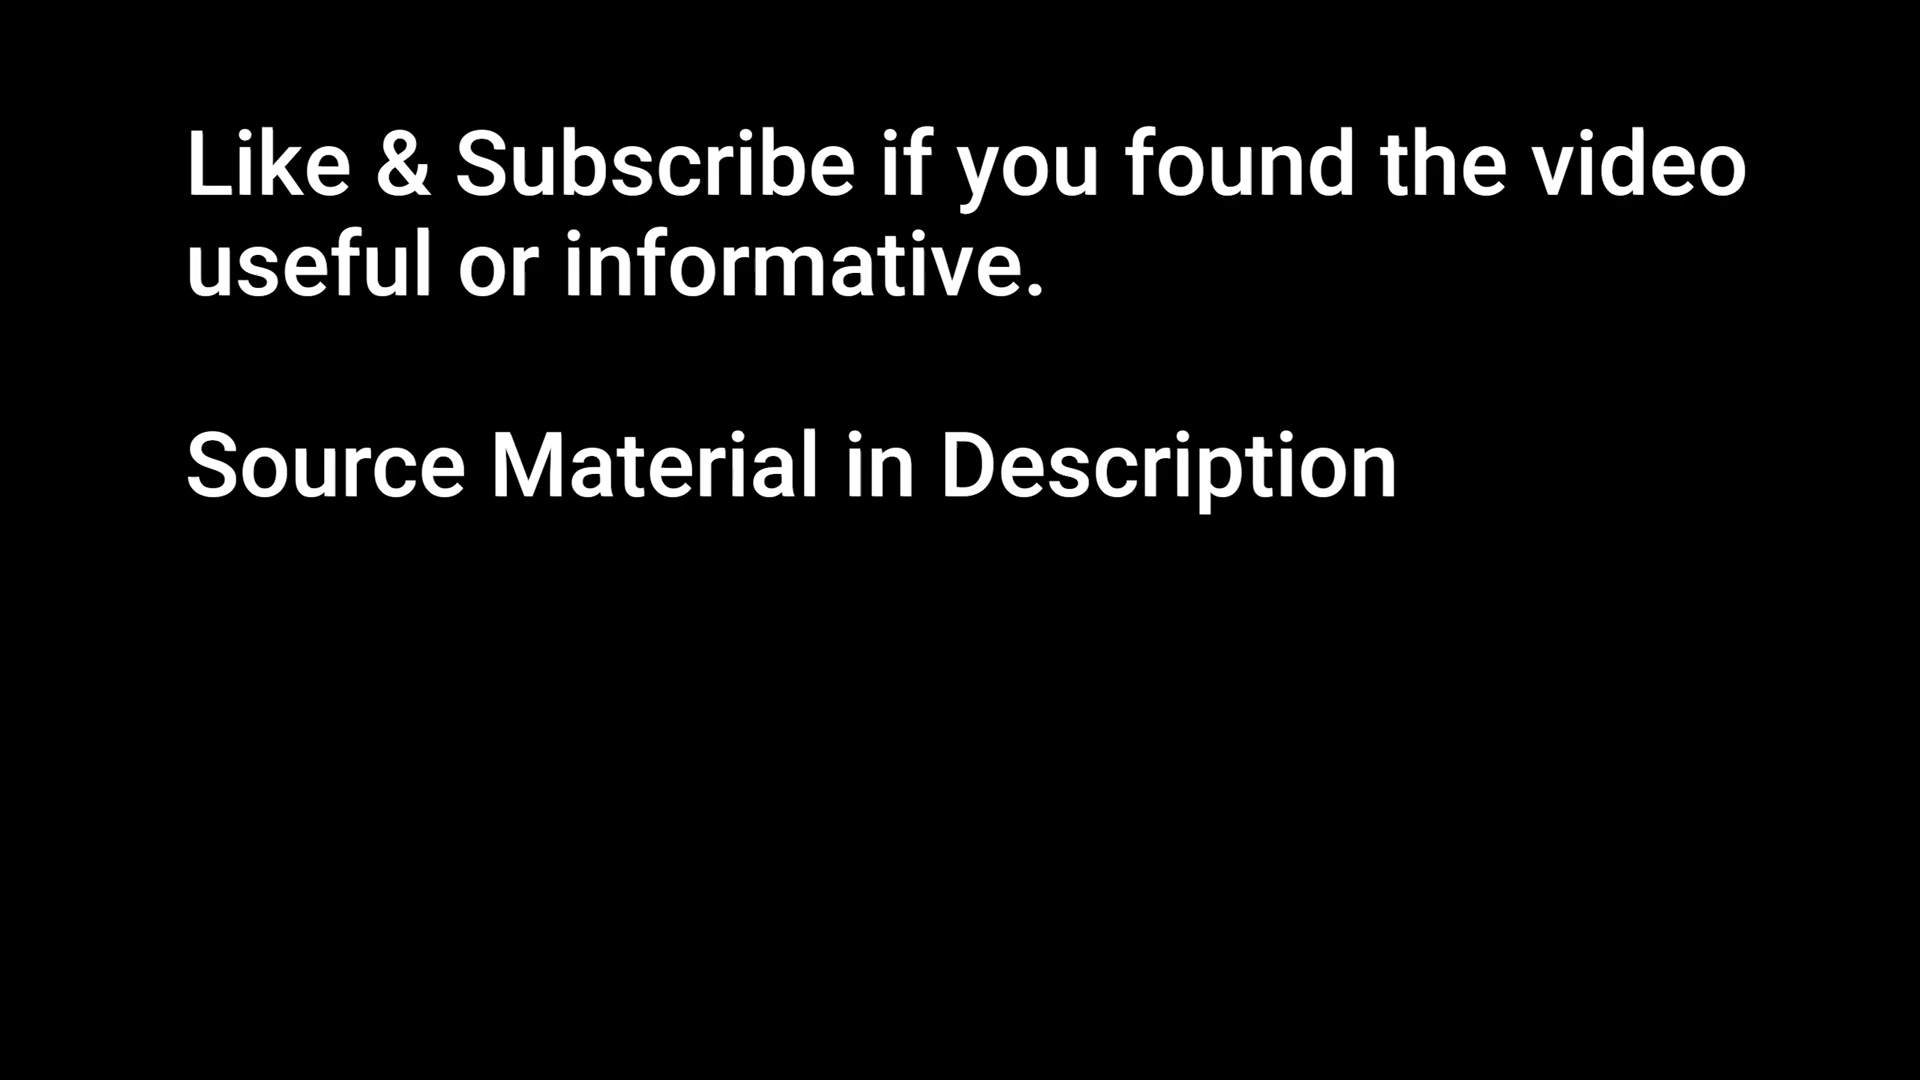 Like & Subscribe if you found the video
useful or informative.
Source Material in Description